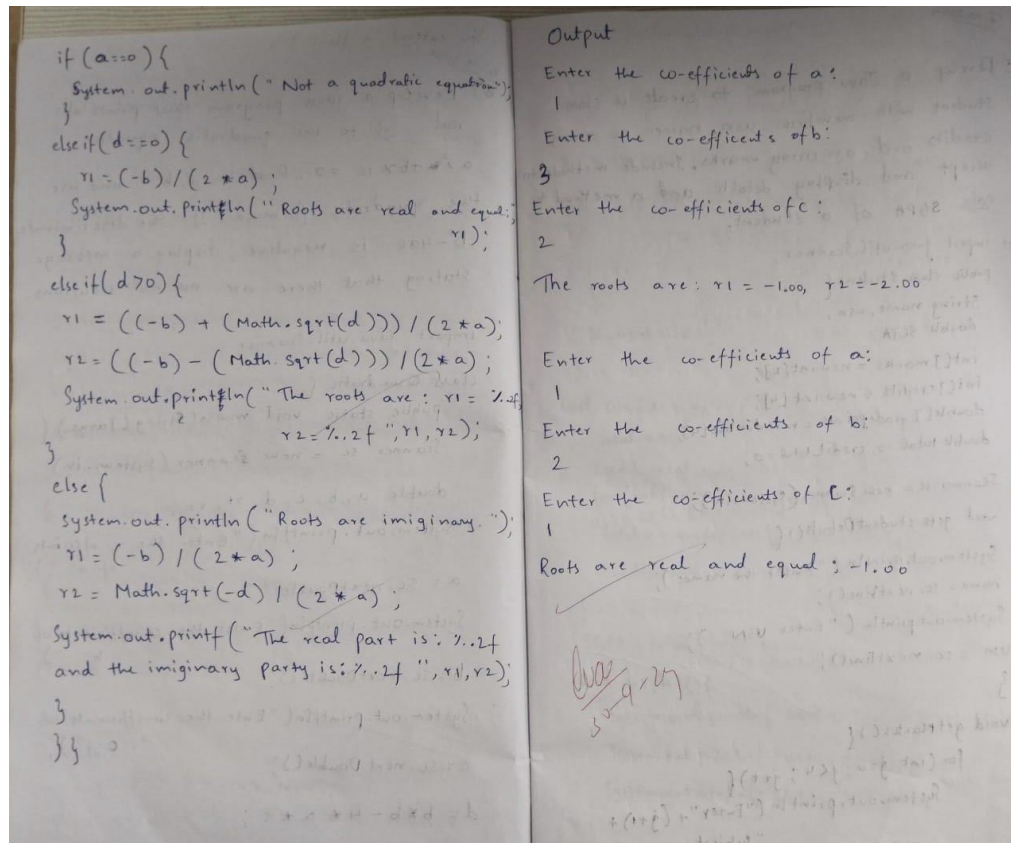 if (a==0) {
System.out.println("Not a quadratic equation");
}
else if (d==0) {
r1 = (-b) / (2 * a) ;
System.out.println("Roots are real and equal:
r1);
}
else if (d>0) {
r1 = ((-b) + (Math.sqrt(d))) / (2 * a);
r2 = ((-b) - (Math.sqrt(d))) / (2 * a) ;
System.out.println("The roots are : r1 = %.2f,
r2 = %.2f ", r1, r2);
}
else {
system.out.println("Roots are imiginary.");
r1 = (-b) / (2 * a) ;
r2 = Math.sqrt(-d) / (2 * a) ;
System.out.printf("The real part is: %.2f
and the imiginary party is: %.2f ", r1, r2);
}
}}
Output
Enter the co-efficients of a:
1
Enter the co-efficents of b:
3
Enter the co-efficients of C :
2
The roots are: r1 = -1.00, r2 = -2.00
Enter the co-efficients of a:
1
Enter the co-efficients of b:
2
Enter the co-efficients of C:
1
Roots are real and equal ; -1.00